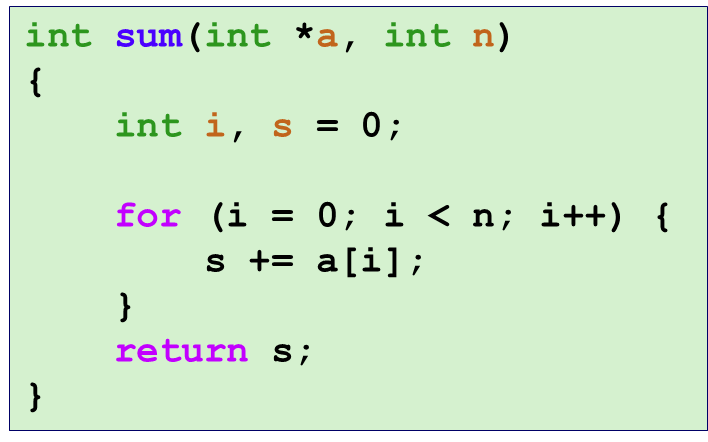 int sum(int *a, int n)
{
    int i, s = 0;

    for (i = 0; i < n; i++) {
        s += a[i];
    }
    return s;
}